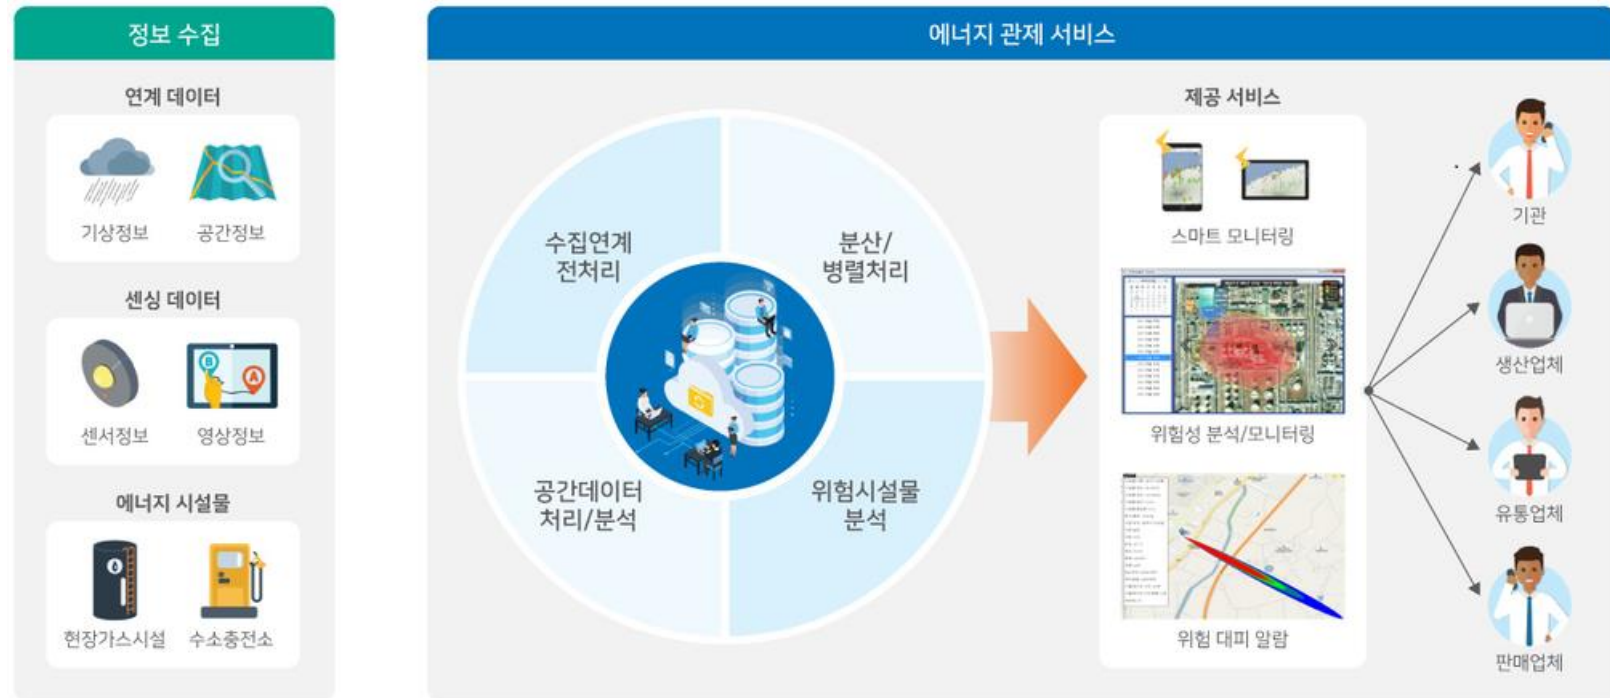 정보 수집
연계 데이터
기상정보
공간정보
센싱 데이터
센서정보
영상정보
B
A
에너지 시설물
현장가스시설
수소충전소
에너지 관제 서비스
수집연계
전처리
분산/
병렬처리
공간데이터
처리/분석
위험시설물
분석
제공 서비스
스마트 모니터링
위험성 분석/모니터링
위험 대피 알람
기관
생산업체
유통업체
판매업체